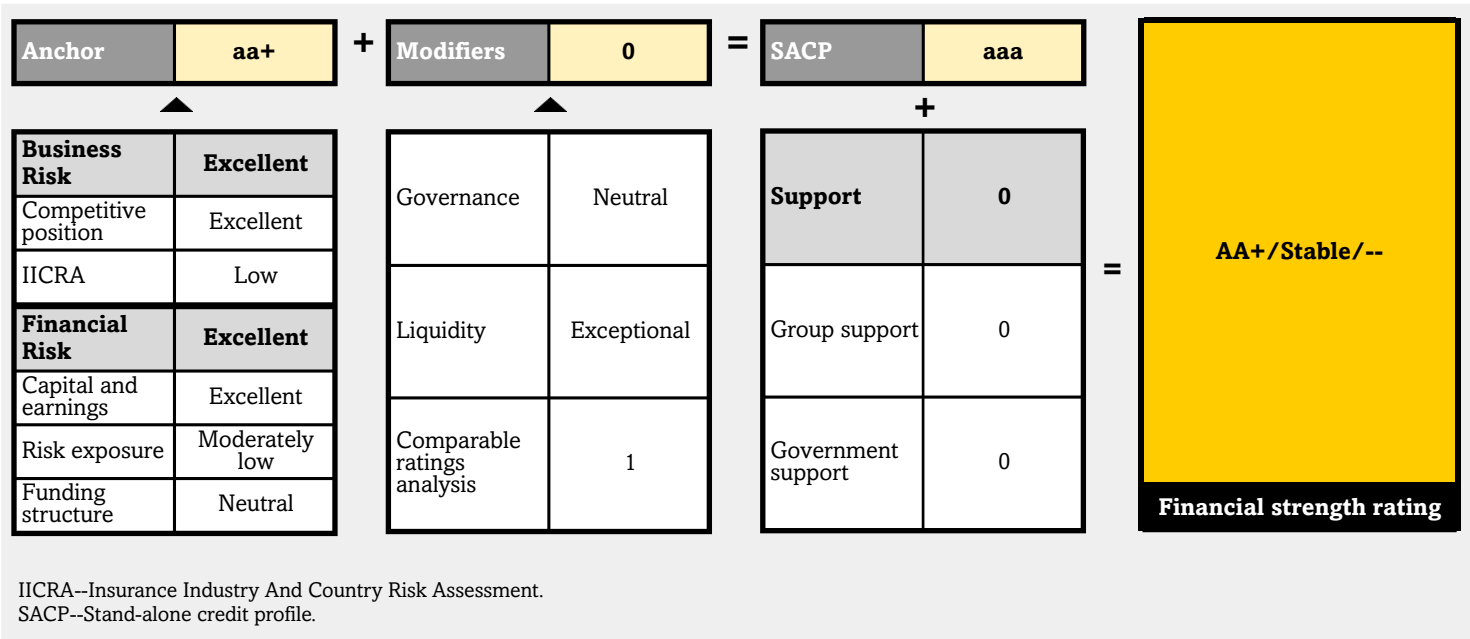 Anchor aa+ + Modifiers 0 = SACP aaa
+
Business
Risk
Excellent
Competitive
position
Excellent
IICRA Low
Financial
Risk
Excellent
Capital and
earnings
Excellent
Risk exposure
Moderately
low
Funding
structure
Neutral
Governance Neutral
Liquidity Exceptional
Comparable
ratings
analysis
1
Support 0
Group support 0
Government
support
0
=
AA+/Stable/--
Financial strength rating
IICRA--Insurance Industry And Country Risk Assessment.
SACP--Stand-alone credit profile.